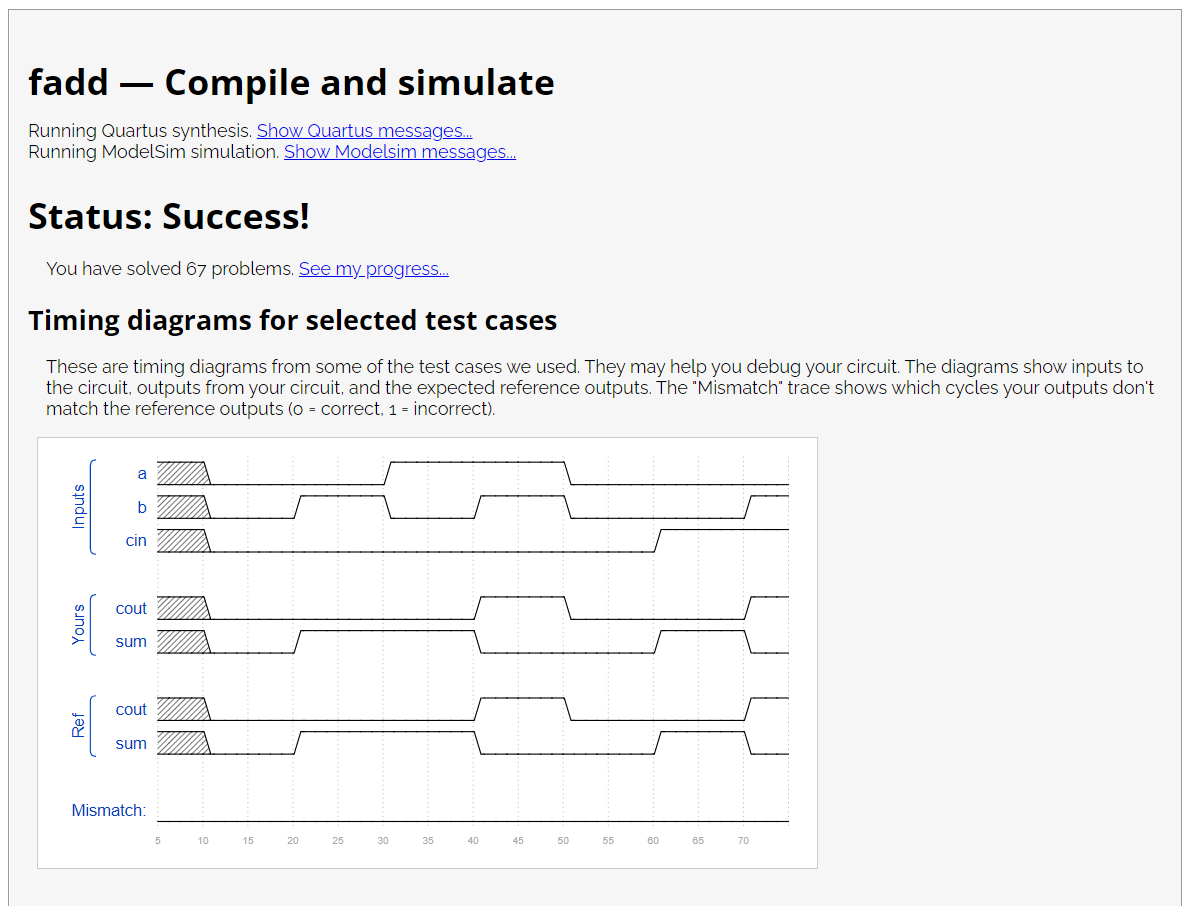 fadd — Compile and simulate
Running Quartus synthesis. Show Quartus messages...
Running ModelSim simulation. Show Modelsim messages...
Status: Success!
You have solved 67 problems. See my progress...
Timing diagrams for selected test cases
These are timing diagrams from some of the test cases we used. They may help you debug your circuit. The diagrams show inputs to
the circuit, outputs from your circuit, and the expected reference outputs. The "Mismatch" trace shows which cycles your outputs don't
match the reference outputs (0 = correct, 1 = incorrect).
Inputs
a
b
cin
Yours
cout
sum
Ref
cout
sum
Mismatch:
5 10 15 20 25 30 35 40 45 50 55 60 65 70